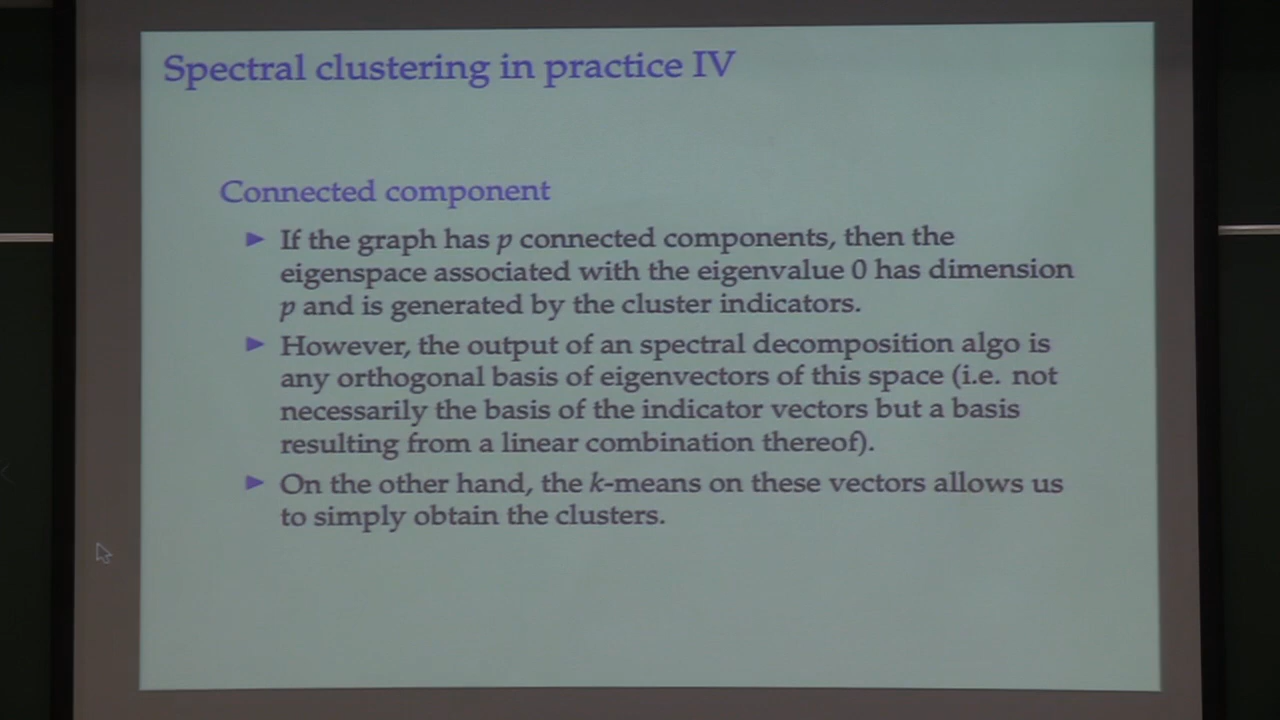 Spectral clustering in practice IV
Connected component
► If the graph has p connected components, then the
eigenspace associated with the eigenvalue 0 has dimension
p and is generated by the cluster indicators.
► However, the output of an spectral decomposition algo is
any orthogonal basis of eigenvectors of this space (i.e. not
necessarily the basis of the indicator vectors but a basis
resulting from a linear combination thereof).
► On the other hand, the k-means on these vectors allows us
to simply obtain the clusters.